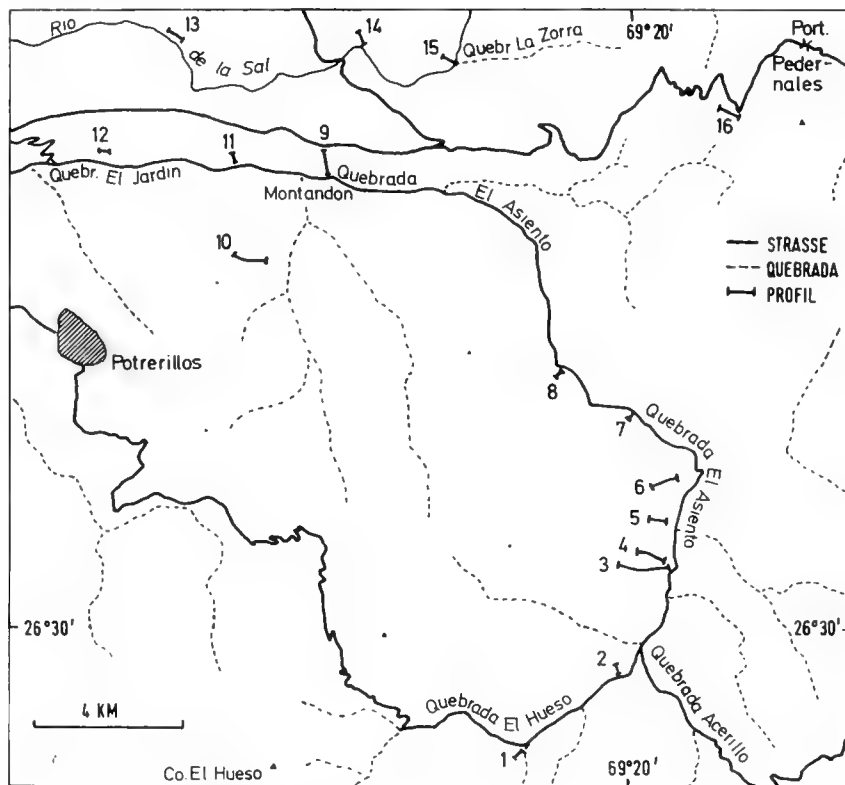 13
14
69°20'
Port.
Rio
de la Sal
15
Quebr. La Zorra
Peder-
nales
16
12
11
9
Quebr. El Jardin
Montandon
Quebrada
El Asiento
10
STRASSE
QUEBRADA
PROFIL
Potrerillos
8
7
Quebrada
El Asiento
6
5
4
3
26°30'
26°30'
2
4 KM
Quebrada El Hueso
Quebrada Acerillo
1
Co. El Hueso
69°20'